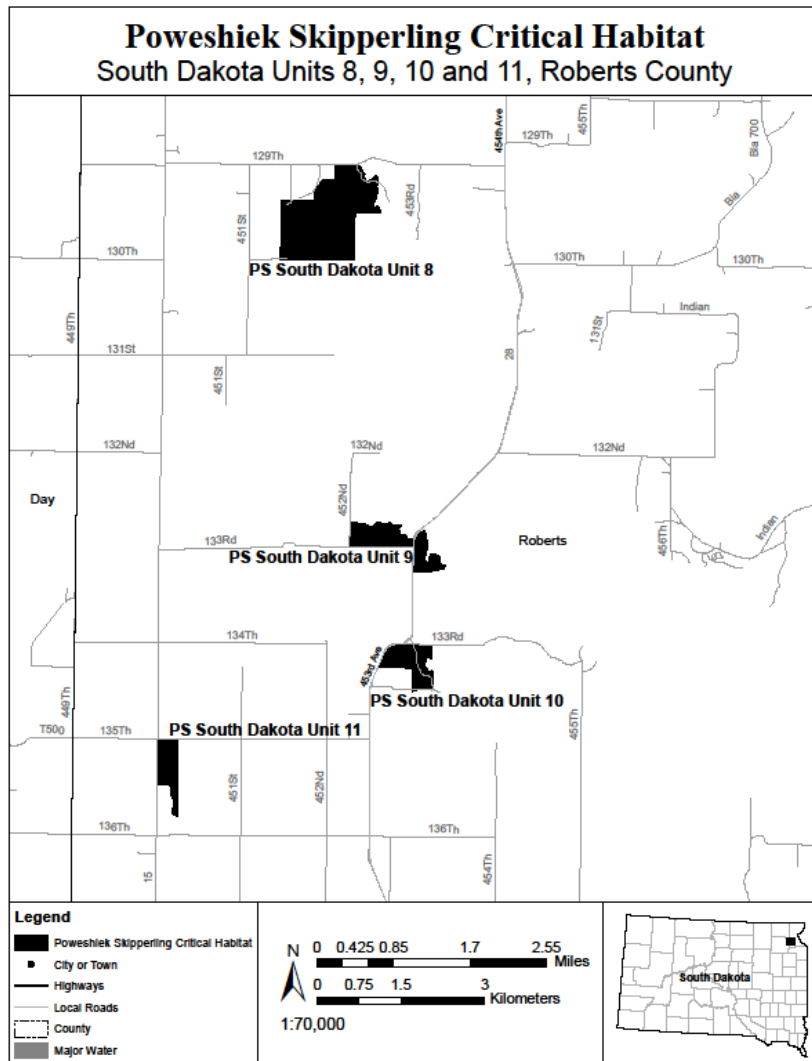 Poweshiek Skipperling Critical Habitat
South Dakota Units 8, 9, 10 and 11, Roberts County
454th Ave
455Th
129Th
Bia 700
129Th
453Rd
Bia
451St
130Th
PS South Dakota Unit 8
130Th
130Th
449Th
Indian
131St
131St
28
451St
132Nd
132Nd
132Nd
Day
452Nd
133Rd
PS South Dakota Unit 9
Roberts
456Th
Indian
134Th
133Rd
453rd Ave
449Th
PS South Dakota Unit 10
T500
135Th
PS South Dakota Unit 11
455Th
451St
452Nd
136Th
136Th
15
454Th
Legend
Poweshiek Skipperling Critical Habitat
City or Town
Highways
Local Roads
County
Major Water
N
0 0.425 0.85 1.7 2.55
Miles
0 0.75 1.5 3
Kilometers
1:70,000
South Dakota